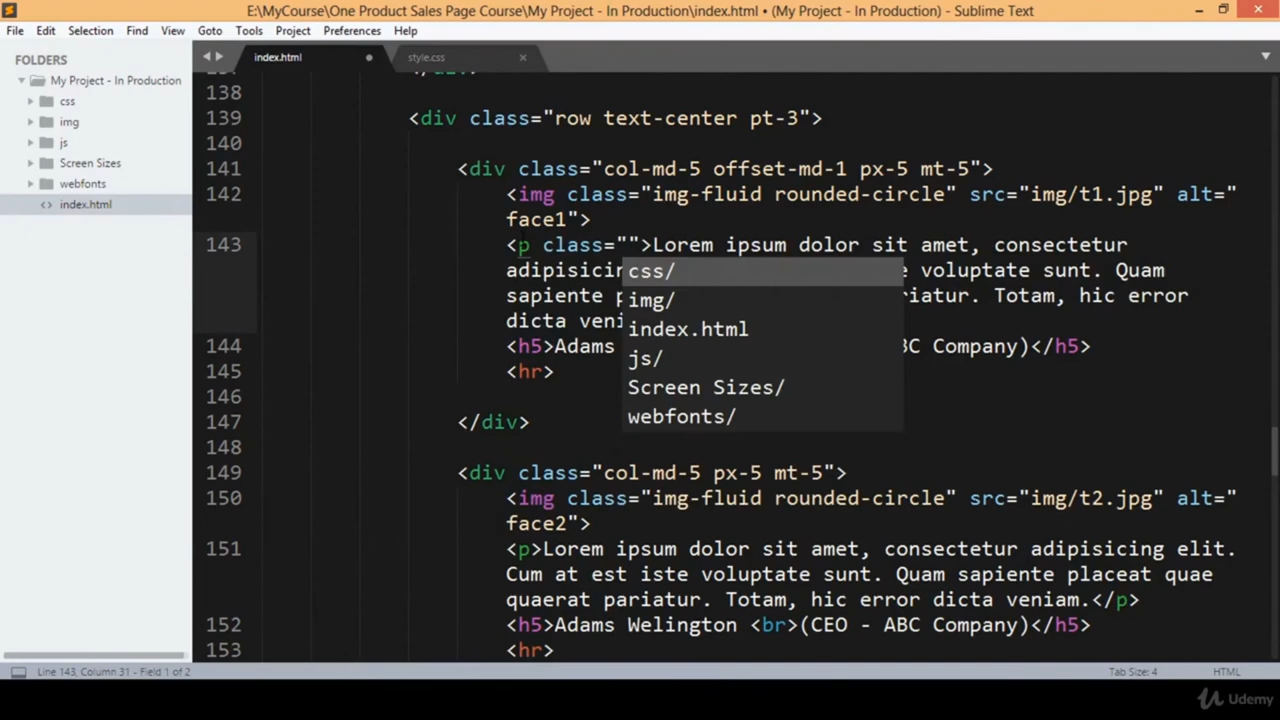 E:\MyCourse\One Product Sales Page Course\My Project - In Production\index.html • (My Project - In Production) - Sublime Text
File Edit Selection Find View Goto Tools Project Preferences Help
FOLDERS
My Project - In Production
css
img
js
Screen Sizes
webfonts
index.html
index.html
style.css
138
139 <div class="row text-center pt-3">
140
141 <div class="col-md-5 offset-md-1 px-5 mt-5">
142 <img class="img-fluid rounded-circle" src="img/t1.jpg" alt="
face1">
143 <p class="">Lorem ipsum dolor sit amet, consectetur
adipisicin voluptate sunt. Quam
sapiente riatur. Totam, hic error
dicta veni
144 <h5>Adams BC Company)</h5>
145 <hr>
146
147 </div>
148
149 <div class="col-md-5 px-5 mt-5">
150 <img class="img-fluid rounded-circle" src="img/t2.jpg" alt="
face2">
151 <p>Lorem ipsum dolor sit amet, consectetur adipisicing elit.
Cum at est iste voluptate sunt. Quam sapiente placeat quae
quaerat pariatur. Totam, hic error dicta veniam.</p>
152 <h5>Adams Welington <br>(CEO - ABC Company)</h5>
153 <hr>
css/
img/
index.html
js/
Screen Sizes/
webfonts/
Line 143, Column 31 - Field 1 of 2
Tab Size: 4
HTML
Udemy